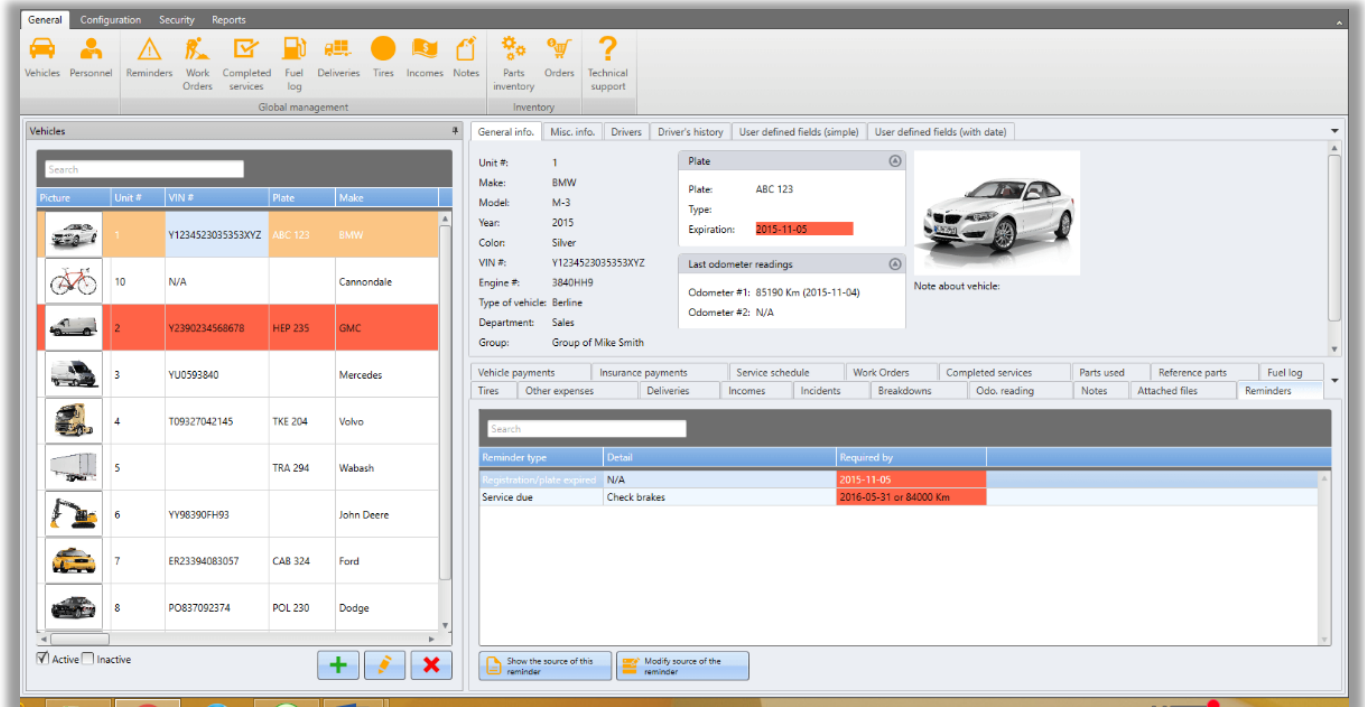 General Configuration Security Reports
Vehicles Personnel Reminders Work Orders Completed services Fuel log Deliveries Tires Incomes Notes Parts inventory Orders Technical support
Global management Inventory
Vehicles
Search
Picture Unit # VIN # Plate Make
1 Y1234523035353XYZ ABC 123 BMW
10 N/A Cannondale
2 Y2390234568678 HEP 235 GMC
3 YU0593840 Mercedes
4 T09327042145 TKE 204 Volvo
5 TRA 294 Wabash
6 YY98390FH93 John Deere
7 ER23394083057 CAB 324 Ford
8 PO837092374 POL 230 Dodge
Active Inactive
General info. Misc. info. Drivers Driver's history User defined fields (simple) User defined fields (with date)
Unit #: 1
Make: BMW
Model: M-3
Year: 2015
Color: Silver
VIN #: Y1234523035353XYZ
Engine #: 3840HH9
Type of vehicle: Berline
Department: Sales
Group: Group of Mike Smith
Plate
Plate: ABC 123
Type:
Expiration: 2015-11-05
Last odometer readings
Odometer #1: 85190 Km (2015-11-04)
Odometer #2: N/A
Note about vehicle:
Vehicle payments Insurance payments Service schedule Work Orders Completed services Parts used Reference parts Fuel log
Tires Other expenses Deliveries Incomes Incidents Breakdowns Odo. reading Notes Attached files Reminders
Search
Reminder type Detail Required by
Registration/plate expired N/A 2015-11-05
Service due Check brakes 2016-05-31 or 84000 Km
Show the source of this reminder
Modify source of the reminder